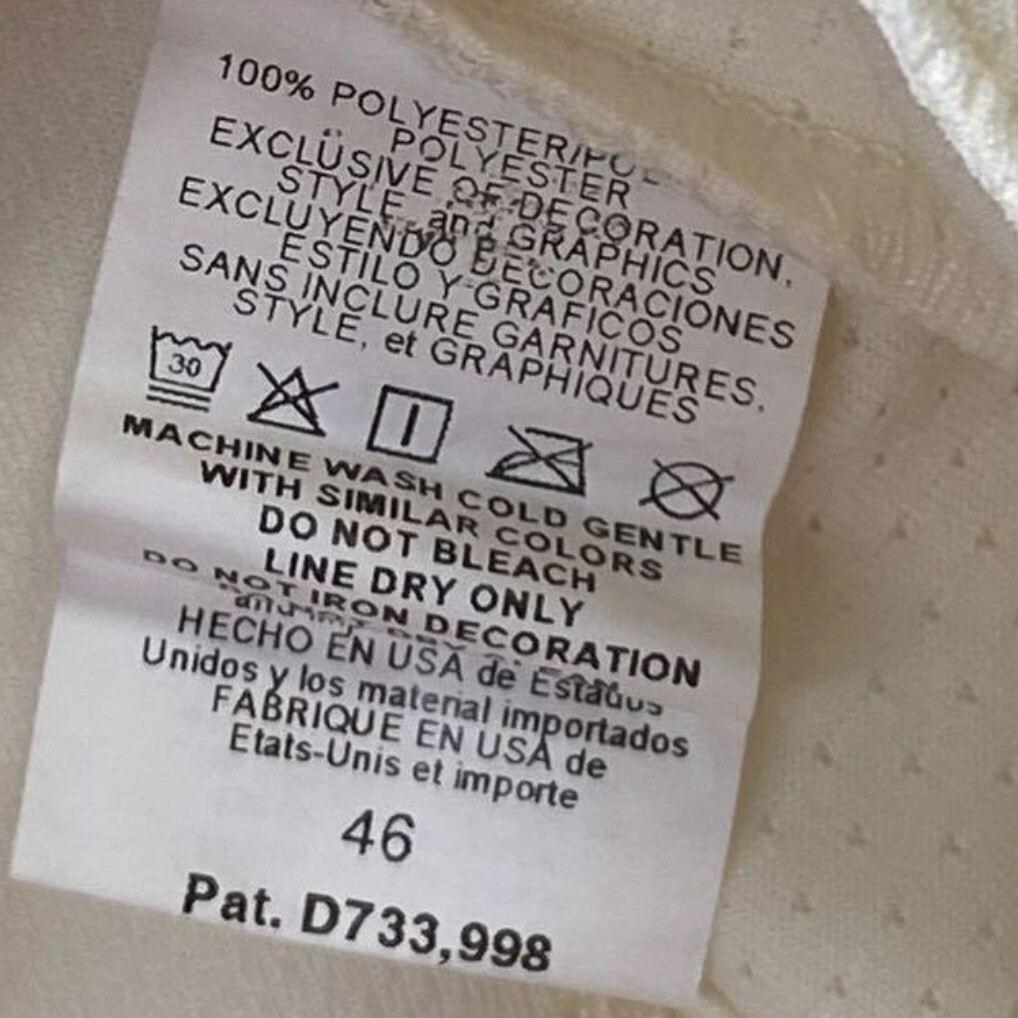 100% POLYESTER
POLYESTER
EXCLUSIVE OF DECORATION,
STYLE and GRAPHICS
EXCLUYENDO DECORACIONES
ESTILO Y GRAFICOS
SANS INCLURE GARNITURES,
STYLE, et GRAPHIQUES
30
MACHINE WASH COLD GENTLE
WITH SIMILAR COLORS
DO NOT BLEACH
LINE DRY ONLY
DO NOT IRON DECORATION
HECHO EN USA de Estados
Unidos y los material importados
FABRIQUE EN USA de
Etats-Unis et importe
46
Pat. D733,998